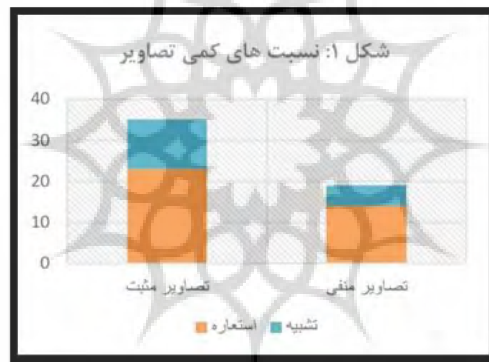 شکل ۱: نسبت های کمی تصاویر
40
30
20
10
0
تصاویر مثبت
تصاویر منفی
استعاره
تشبیه